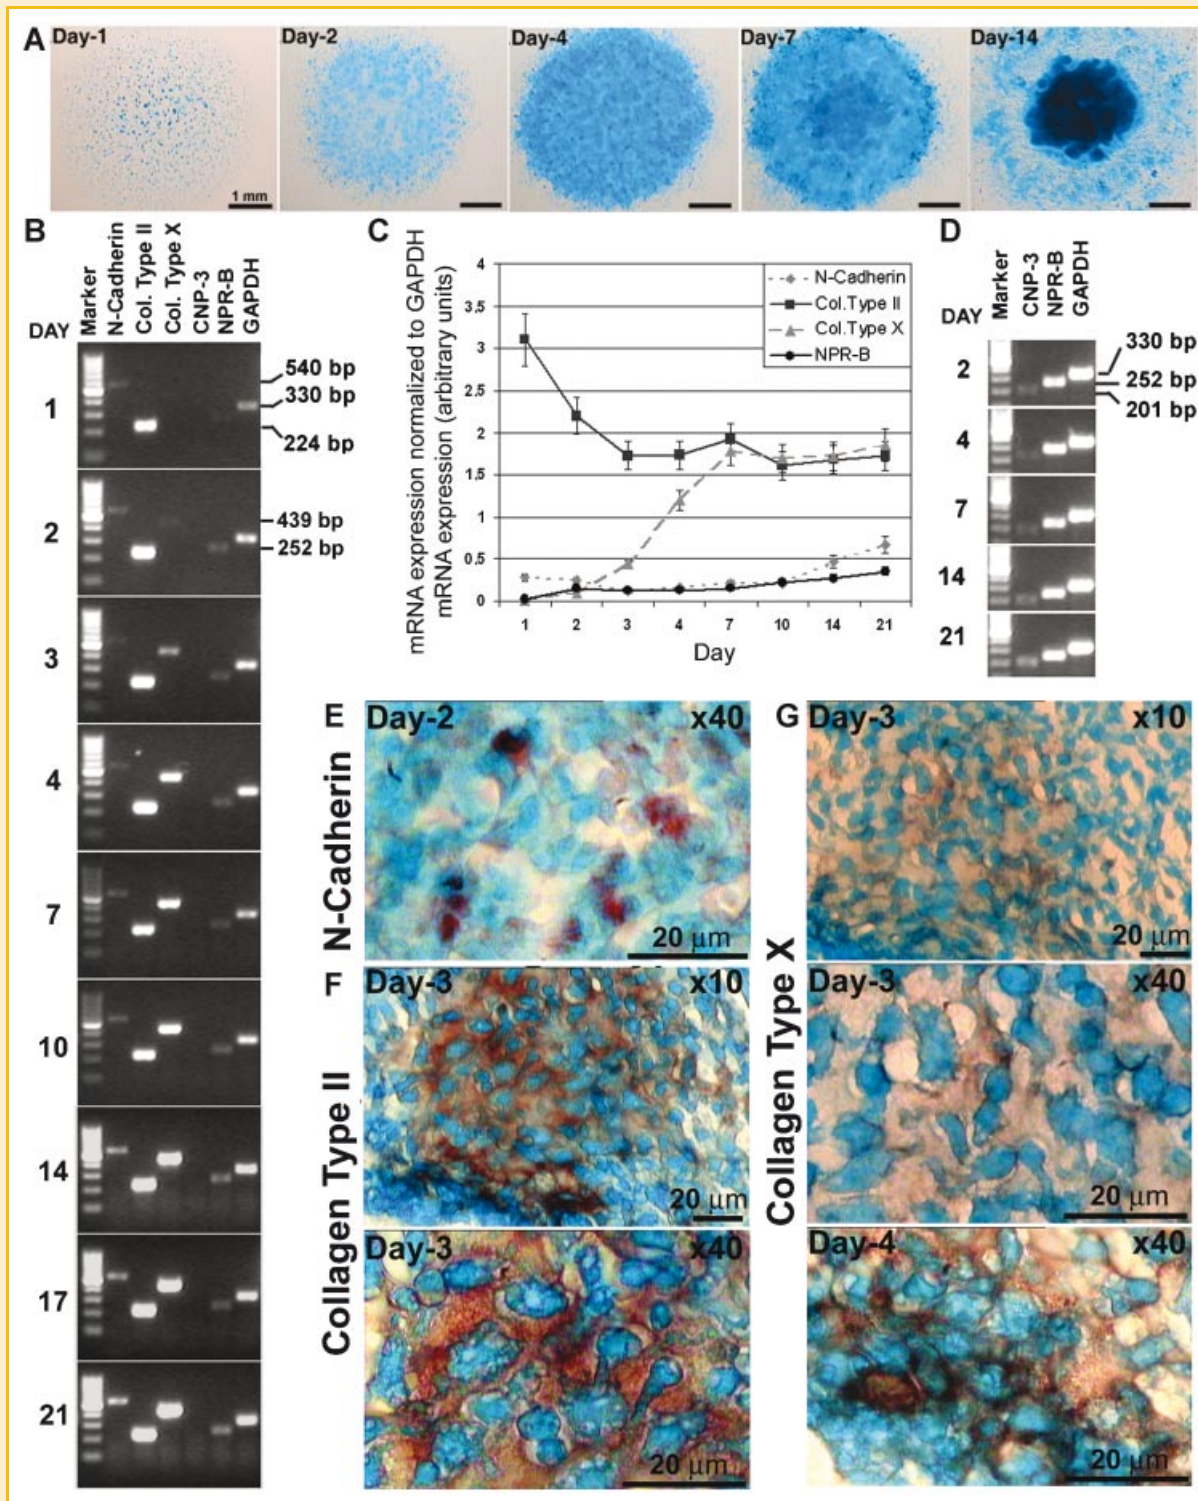 A Day-1 Day-2 Day-4 Day-7 Day-14
1 mm
B
DAY
Marker
N-Cadherin
Col. Type II
Col. Type X
CNP-3
NPR-B
GAPDH
1
540 bp
330 bp
224 bp
2
439 bp
252 bp
3
4
7
10
14
17
21
C
mRNA expression normalized to GAPDH
mRNA expression (arbitrary units)
4
3.5
3
2.5
2
1.5
1
0.5
0
N-Cadherin
Col.Type II
Col.Type X
NPR-B
1 2 3 4 7 10 14 21
Day
D
DAY
Marker
CNP-3
NPR-B
GAPDH
2
330 bp
252 bp
201 bp
4
7
14
21
E Day-2 x40
N-Cadherin
20 µm
F Day-3 x10
Collagen Type II
20 µm
Day-3 x40
20 µm
G Day-3 x10
Collagen Type X
20 µm
Day-3 x40
20 µm
Day-4 x40
20 µm